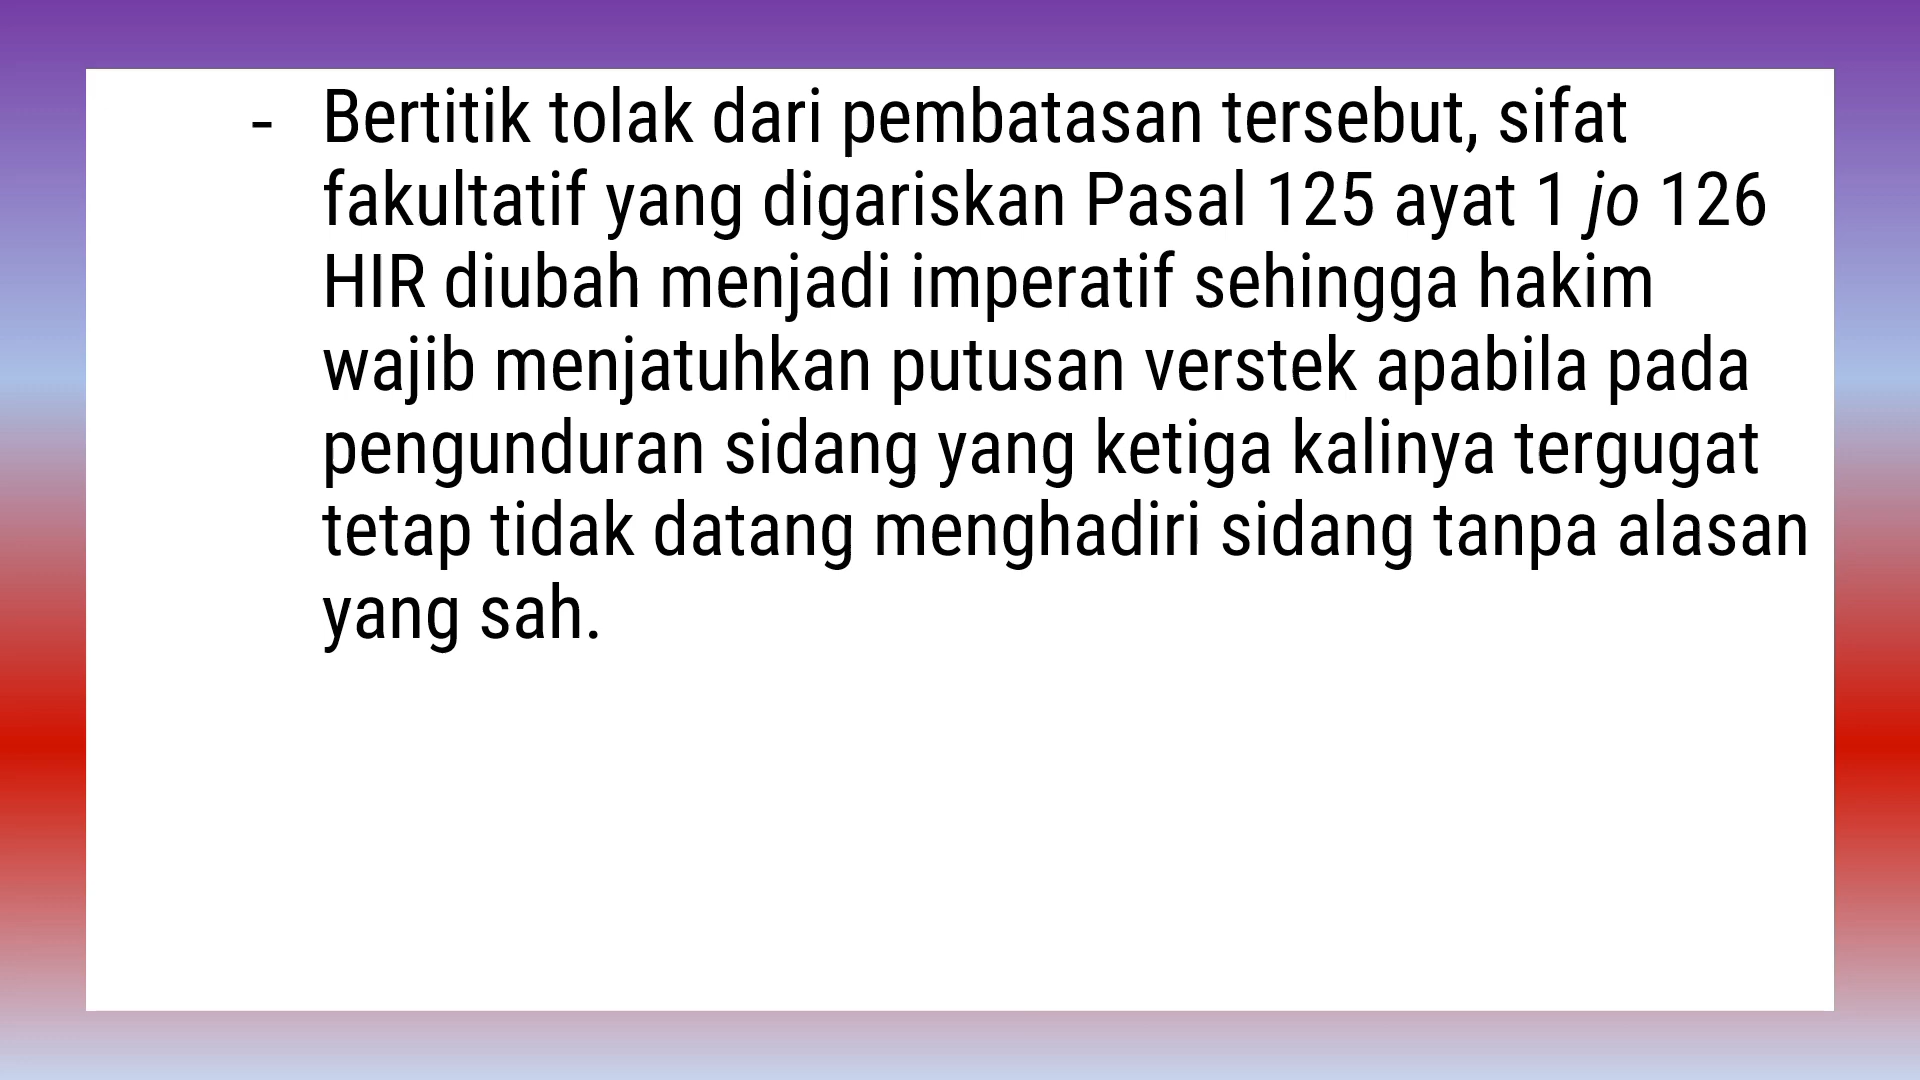 - Bertitik tolak dari pembatasan tersebut, sifat
fakultatif yang digariskan Pasal 125 ayat 1 jo 126
HIR diubah menjadi imperatif sehingga hakim
wajib menjatuhkan putusan verstek apabila pada
pengunduran sidang yang ketiga kalinya tergugat
tetap tidak datang menghadiri sidang tanpa alasan
yang sah.